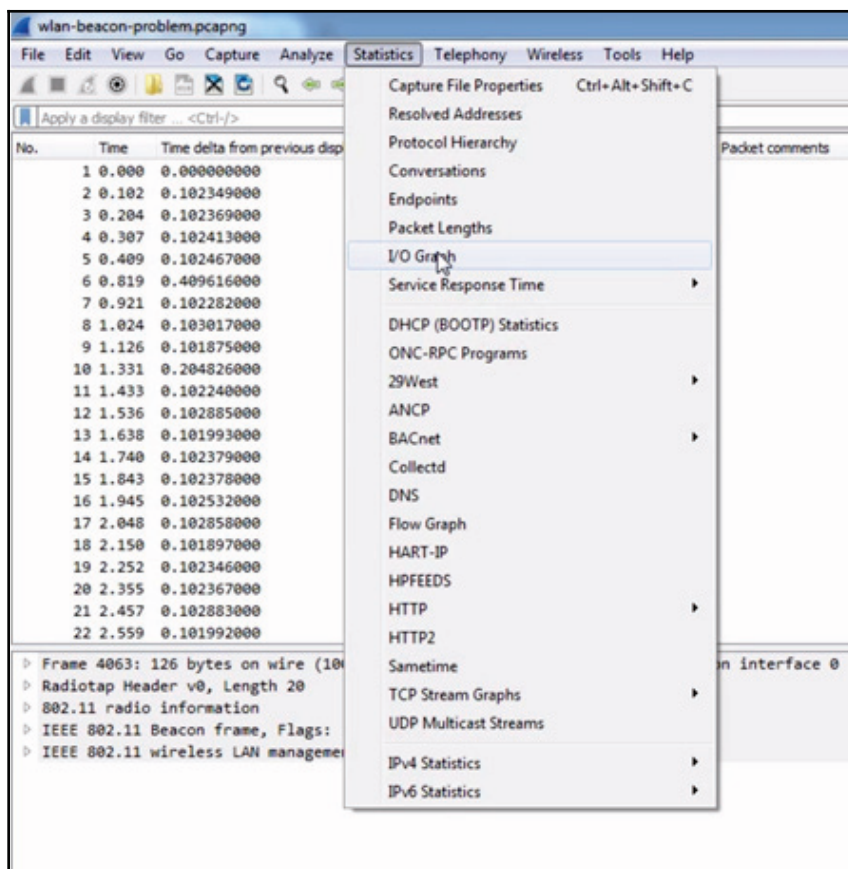 wlan-beacon-problem.pcapng
File Edit View Go Capture Analyze Statistics Telephony Wireless Tools Help
Apply a display filter ... <Ctrl-/>
No. Time Time delta from previous disp Packet comments
1 0.000 0.000000000
2 0.102 0.102349000
3 0.204 0.102369000
4 0.307 0.102413000
5 0.409 0.102467000
6 0.819 0.409616000
7 0.921 0.102282000
8 1.024 0.103017000
9 1.126 0.101875000
10 1.331 0.204826000
11 1.433 0.102240000
12 1.536 0.102885000
13 1.638 0.101993000
14 1.740 0.102379000
15 1.843 0.102378000
16 1.945 0.102532000
17 2.048 0.102858000
18 2.150 0.101897000
19 2.252 0.102346000
20 2.355 0.102367000
21 2.457 0.102883000
22 2.559 0.101992000
Capture File Properties Ctrl+Alt+Shift+C
Resolved Addresses
Protocol Hierarchy
Conversations
Endpoints
Packet Lengths
I/O Graph
Service Response Time
DHCP (BOOTP) Statistics
ONC-RPC Programs
29West
ANCP
BACnet
Collectd
DNS
Flow Graph
HART-IP
HPFEEDS
HTTP
HTTP2
Sametime
TCP Stream Graphs
UDP Multicast Streams
IPv4 Statistics
IPv6 Statistics
Frame 4063: 126 bytes on wire (10 on interface 0
Radiotap Header v0, Length 20
802.11 radio information
IEEE 802.11 Beacon frame, Flags:
IEEE 802.11 wireless LAN manageme